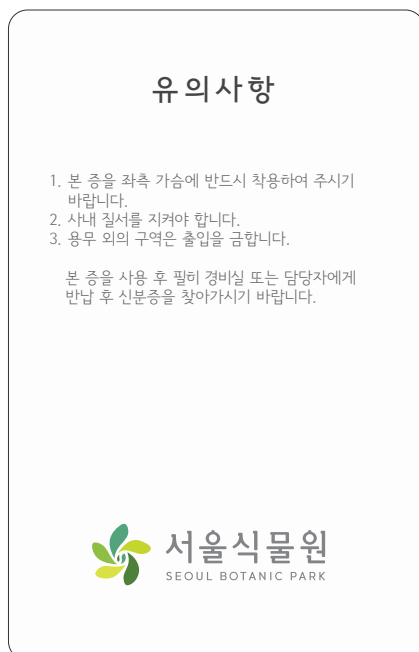 유의사항
1. 본 증을 좌측 가슴에 반드시 착용하여 주시기
바랍니다.
2. 사내 질서를 지켜야 합니다.
3. 용무 외의 구역은 출입을 금합니다.
본 증을 사용 후 필히 경비실 또는 담당자에게
반납 후 신분증을 찾아가시기 바랍니다.
서울식물원
SEOUL BOTANIC PARK